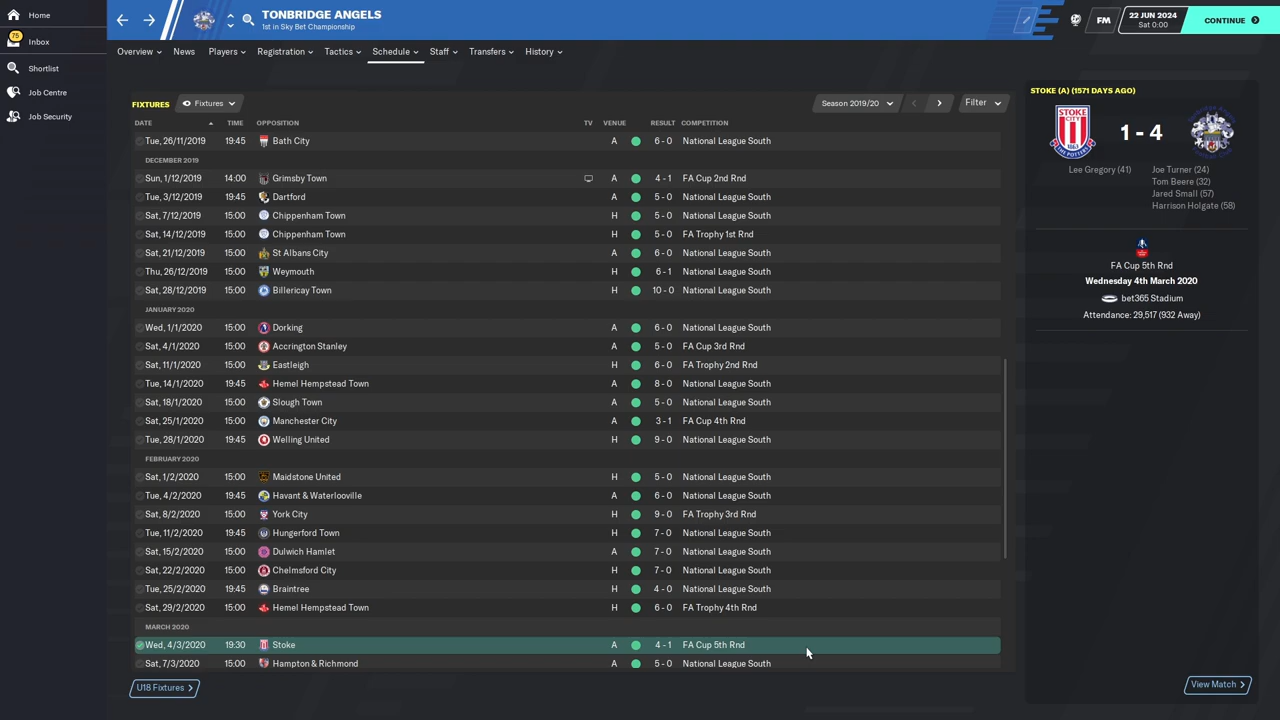 Home
75
Inbox
Shortlist
Job Centre
Job Security
TONBRIDGE ANGELS
1st in Sky Bet Championship
FM
22 JUN 2024
Sat 0:00
CONTINUE
Overview News Players Registration Tactics Schedule Staff Transfers History
FIXTURES Fixtures Season 2019/20 Filter
DATE TIME OPPOSITION TV VENUE RESULT COMPETITION
Tue, 26/11/2019 19:45 Bath City A 6 - 0 National League South
DECEMBER 2019
Sun, 1/12/2019 14:00 Grimsby Town A 4 - 1 FA Cup 2nd Rnd
Tue, 3/12/2019 19:45 Dartford A 5 - 0 National League South
Sat, 7/12/2019 15:00 Chippenham Town H 5 - 0 National League South
Sat, 14/12/2019 15:00 Chippenham Town H 5 - 0 FA Trophy 1st Rnd
Sat, 21/12/2019 15:00 St Albans City A 6 - 0 National League South
Thu, 26/12/2019 15:00 Weymouth H 6 - 1 National League South
Sat, 28/12/2019 15:00 Billericay Town H 10 - 0 National League South
JANUARY 2020
Wed, 1/1/2020 15:00 Dorking A 6 - 0 National League South
Sat, 4/1/2020 15:00 Accrington Stanley A 5 - 0 FA Cup 3rd Rnd
Sat, 11/1/2020 15:00 Eastleigh H 6 - 0 FA Trophy 2nd Rnd
Tue, 14/1/2020 19:45 Hemel Hempstead Town A 8 - 0 National League South
Sat, 18/1/2020 15:00 Slough Town A 5 - 0 National League South
Sat, 25/1/2020 15:00 Manchester City A 3 - 1 FA Cup 4th Rnd
Tue, 28/1/2020 19:45 Welling United H 9 - 0 National League South
FEBRUARY 2020
Sat, 1/2/2020 15:00 Maidstone United H 5 - 0 National League South
Tue, 4/2/2020 19:45 Havant & Waterlooville A 6 - 0 National League South
Sat, 8/2/2020 15:00 York City H 9 - 0 FA Trophy 3rd Rnd
Tue, 11/2/2020 19:45 Hungerford Town H 7 - 0 National League South
Sat, 15/2/2020 15:00 Dulwich Hamlet A 7 - 0 National League South
Sat, 22/2/2020 15:00 Chelmsford City H 7 - 0 National League South
Tue, 25/2/2020 19:45 Braintree H 4 - 0 National League South
Sat, 29/2/2020 15:00 Hemel Hempstead Town H 6 - 0 FA Trophy 4th Rnd
MARCH 2020
Wed, 4/3/2020 19:30 Stoke A 4 - 1 FA Cup 5th Rnd
Sat, 7/3/2020 15:00 Hampton & Richmond A 5 - 0 National League South
U18 Fixtures
STOKE (A) (1571 DAYS AGO)
1 - 4
Lee Gregory (41) Joe Turner (24)
Tom Beere (32)
Jared Small (57)
Harrison Holgate (58)
FA Cup 5th Rnd
Wednesday 4th March 2020
bet365 Stadium
Attendance: 29,517 (932 Away)
View Match